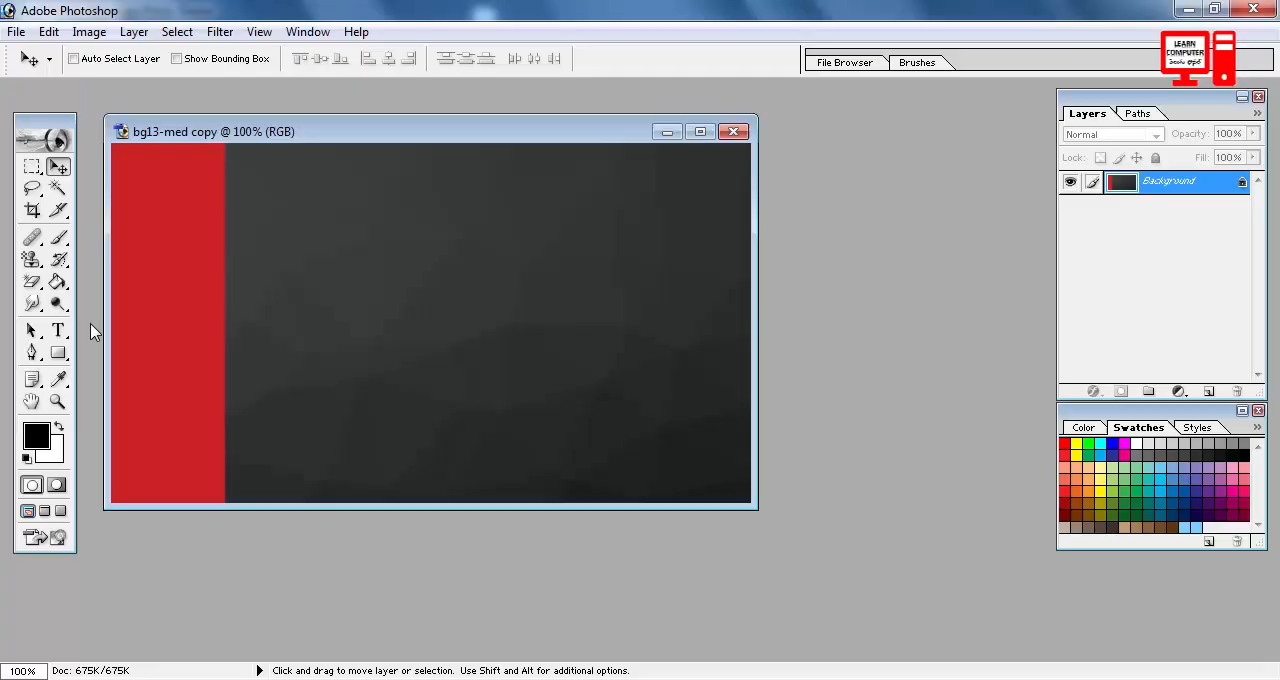 Adobe Photoshop
File Edit Image Layer Select Filter View Window Help
Auto Select Layer Show Bounding Box
File Browser Brushes
LEARN
COMPUTER
bg13-med copy @ 100% (RGB)
Layers Paths
Normal Opacity: 100%
Lock: Fill: 100%
Background
T
Color Swatches Styles
100% Doc: 675K/675K Click and drag to move layer or selection. Use Shift and Alt for additional options.